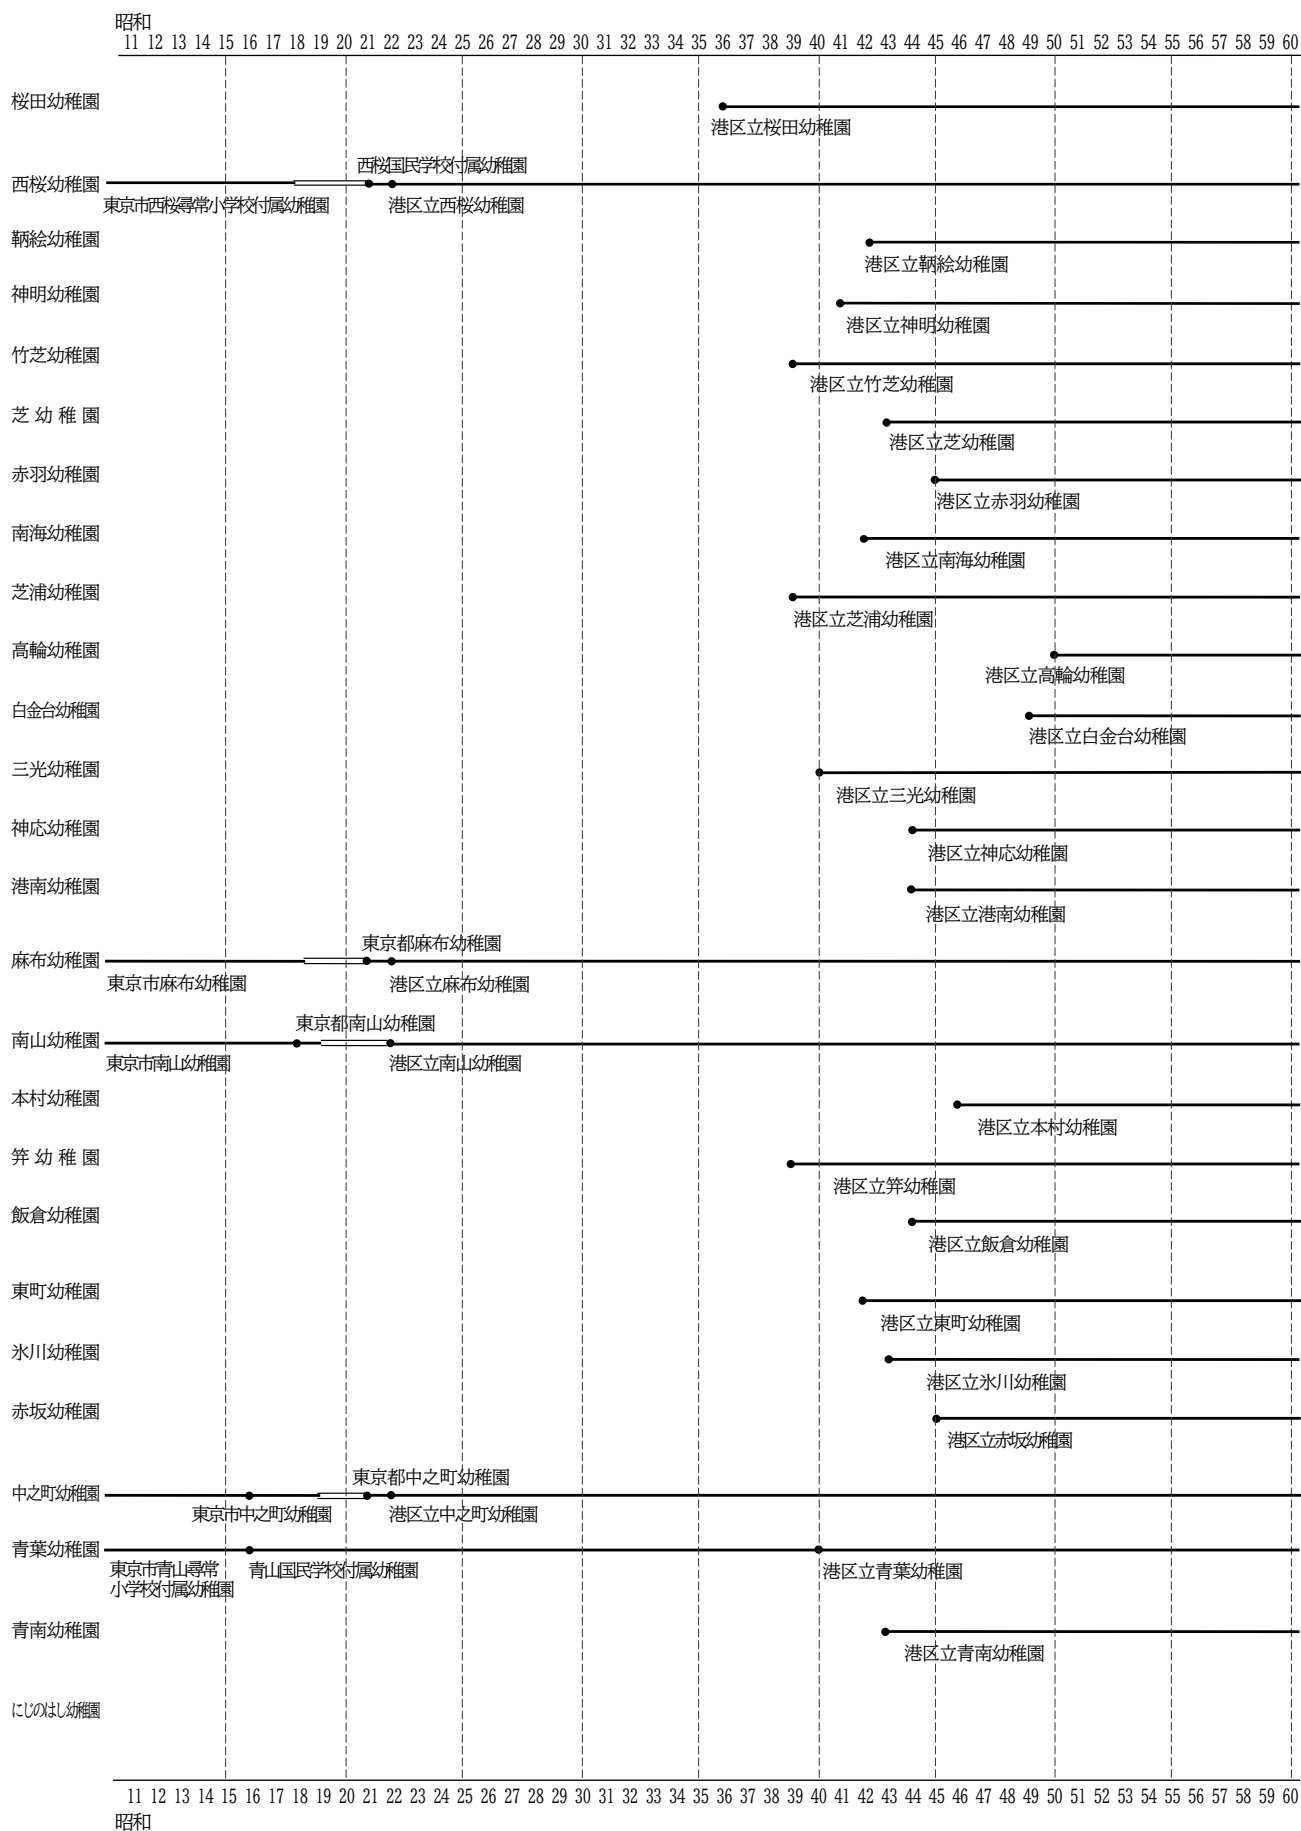 昭和
11 12 13 14 15 16 17 18 19 20 21 22 23 24 25 26 27 28 29 30 31 32 33 34 35 36 37 38 39 40 41 42 43 44 45 46 47 48 49 50 51 52 53 54 55 56 57 58 59 60
桜田幼稚園
港区立桜田幼稚園
西桜国民学校付属幼稚園
西桜幼稚園
東京市西桜尋常小学校付属幼稚園
港区立西桜幼稚園
鞆絵幼稚園
港区立鞆絵幼稚園
神明幼稚園
港区立神明幼稚園
竹芝幼稚園
港区立竹芝幼稚園
芝幼稚園
港区立芝幼稚園
赤羽幼稚園
港区立赤羽幼稚園
南海幼稚園
港区立南海幼稚園
芝浦幼稚園
港区立芝浦幼稚園
高輪幼稚園
港区立高輪幼稚園
白金台幼稚園
港区立白金台幼稚園
三光幼稚園
港区立三光幼稚園
神応幼稚園
港区立神応幼稚園
港南幼稚園
港区立港南幼稚園
東京都麻布幼稚園
麻布幼稚園
東京市麻布幼稚園
港区立麻布幼稚園
東京都南山幼稚園
南山幼稚園
東京市南山幼稚園
港区立南山幼稚園
本村幼稚園
港区立本村幼稚園
笄幼稚園
港区立笄幼稚園
飯倉幼稚園
港区立飯倉幼稚園
東町幼稚園
港区立東町幼稚園
氷川幼稚園
港区立氷川幼稚園
赤坂幼稚園
港区立赤坂幼稚園
東京都中之町幼稚園
中之町幼稚園
東京市中之町幼稚園
港区立中之町幼稚園
青葉幼稚園
東京市青山尋常
小学校付属幼稚園
青山国民学校付属幼稚園
港区立青葉幼稚園
青南幼稚園
港区立青南幼稚園
にじのはし幼稚園
11 12 13 14 15 16 17 18 19 20 21 22 23 24 25 26 27 28 29 30 31 32 33 34 35 36 37 38 39 40 41 42 43 44 45 46 47 48 49 50 51 52 53 54 55 56 57 58 59 60
昭和